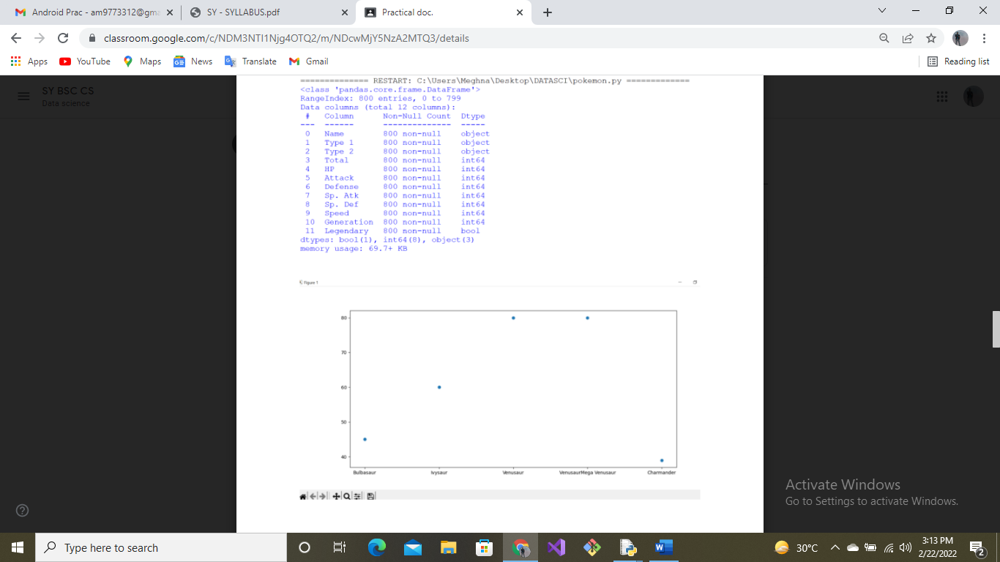 Android Prac - am9773312@gma
SY - SYLLABUS.pdf
Practical doc.
classroom.google.com/c/NDM3NTI1Njg4OTQ2/m/NDcwMjY5NzA2MTQ3/details
Apps
YouTube
Maps
News
Translate
Gmail
Reading list
SY BSC CS
Data science
============== RESTART: C:\Users\Meghna\Desktop\DATASCI\pokemon.py =============
<class 'pandas.core.frame.DataFrame'>
RangeIndex: 800 entries, 0 to 799
Data columns (total 12 columns):
# Column Non-Null Count Dtype
--- ------ -------------- -----
0 Name 800 non-null object
1 Type 1 800 non-null object
2 Type 2 800 non-null object
3 Total 800 non-null int64
4 HP 800 non-null int64
5 Attack 800 non-null int64
6 Defense 800 non-null int64
7 Sp. Atk 800 non-null int64
8 Sp. Def 800 non-null int64
9 Speed 800 non-null int64
10 Generation 800 non-null int64
11 Legendary 800 non-null bool
dtypes: bool(1), int64(8), object(3)
memory usage: 69.7+ KB
Figure 1
80
70
60
50
40
Bulbasaur
Ivysaur
Venusaur
VenusaurMega Venusaur
Charmander
Activate Windows
Go to Settings to activate Windows.
Type here to search
30°C
3:13 PM
2/22/2022
2